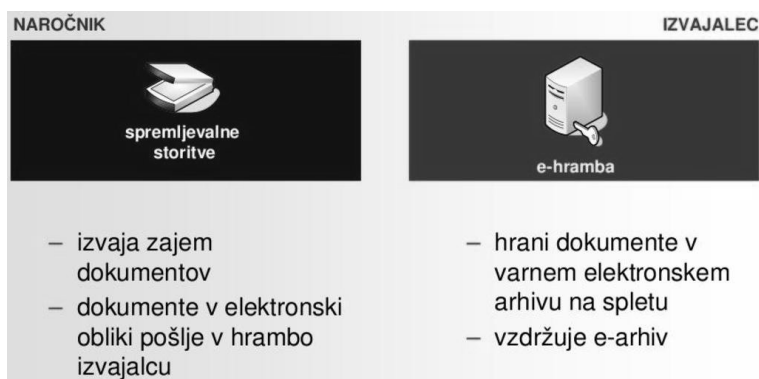 NAROČNIK
IZVAJALEC
spremljevalne
storitve
e-hramba
– izvaja zajem
dokumentov
– dokumente v elektronski
obliki pošlje v hrambo
izvajalcu
– hrani dokumente v
varnem elektronskem
arhivu na spletu
– vzdržuje e-arhiv